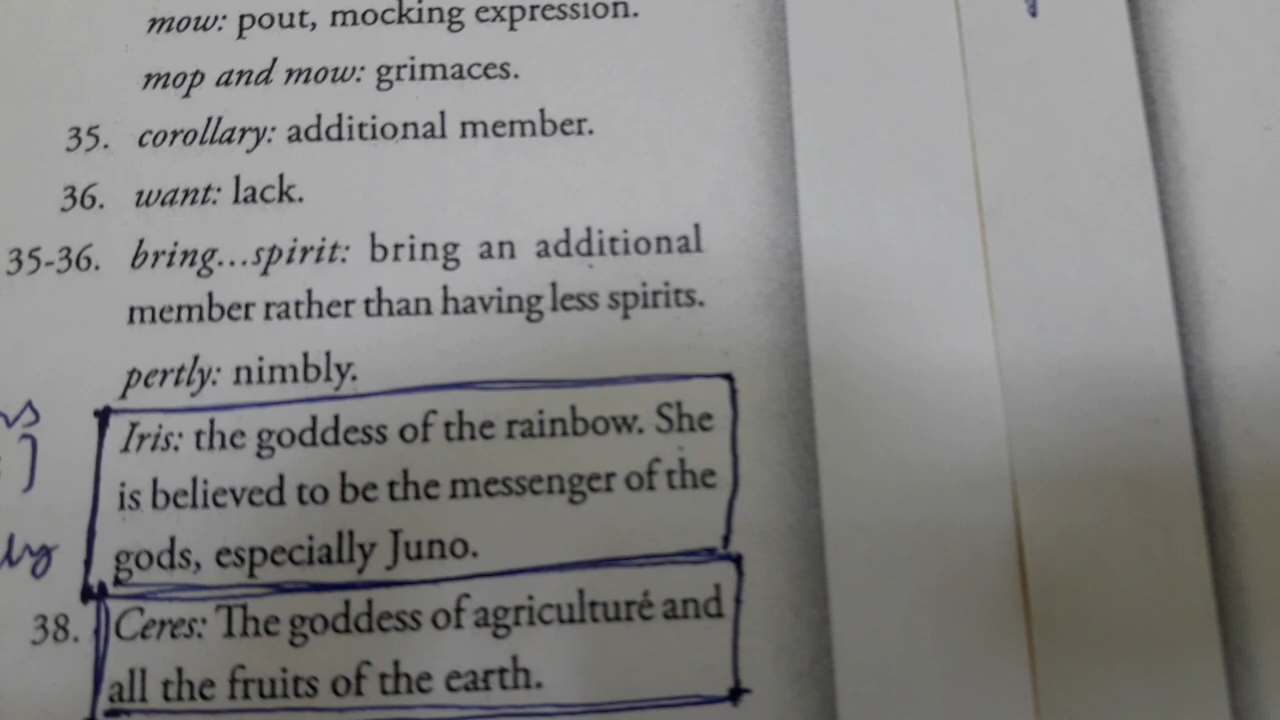 mow: pout, mocking expression.
mop and mow: grimaces.
35. corollary: additional member.
36. want: lack.
35-36. bring...spirit: bring an additional
member rather than having less spirits.
pertly: nimbly.
Iris: the goddess of the rainbow. She
is believed to be the messenger of the
gods, especially Juno.
38. Ceres: The goddess of agriculture and
all the fruits of the earth.